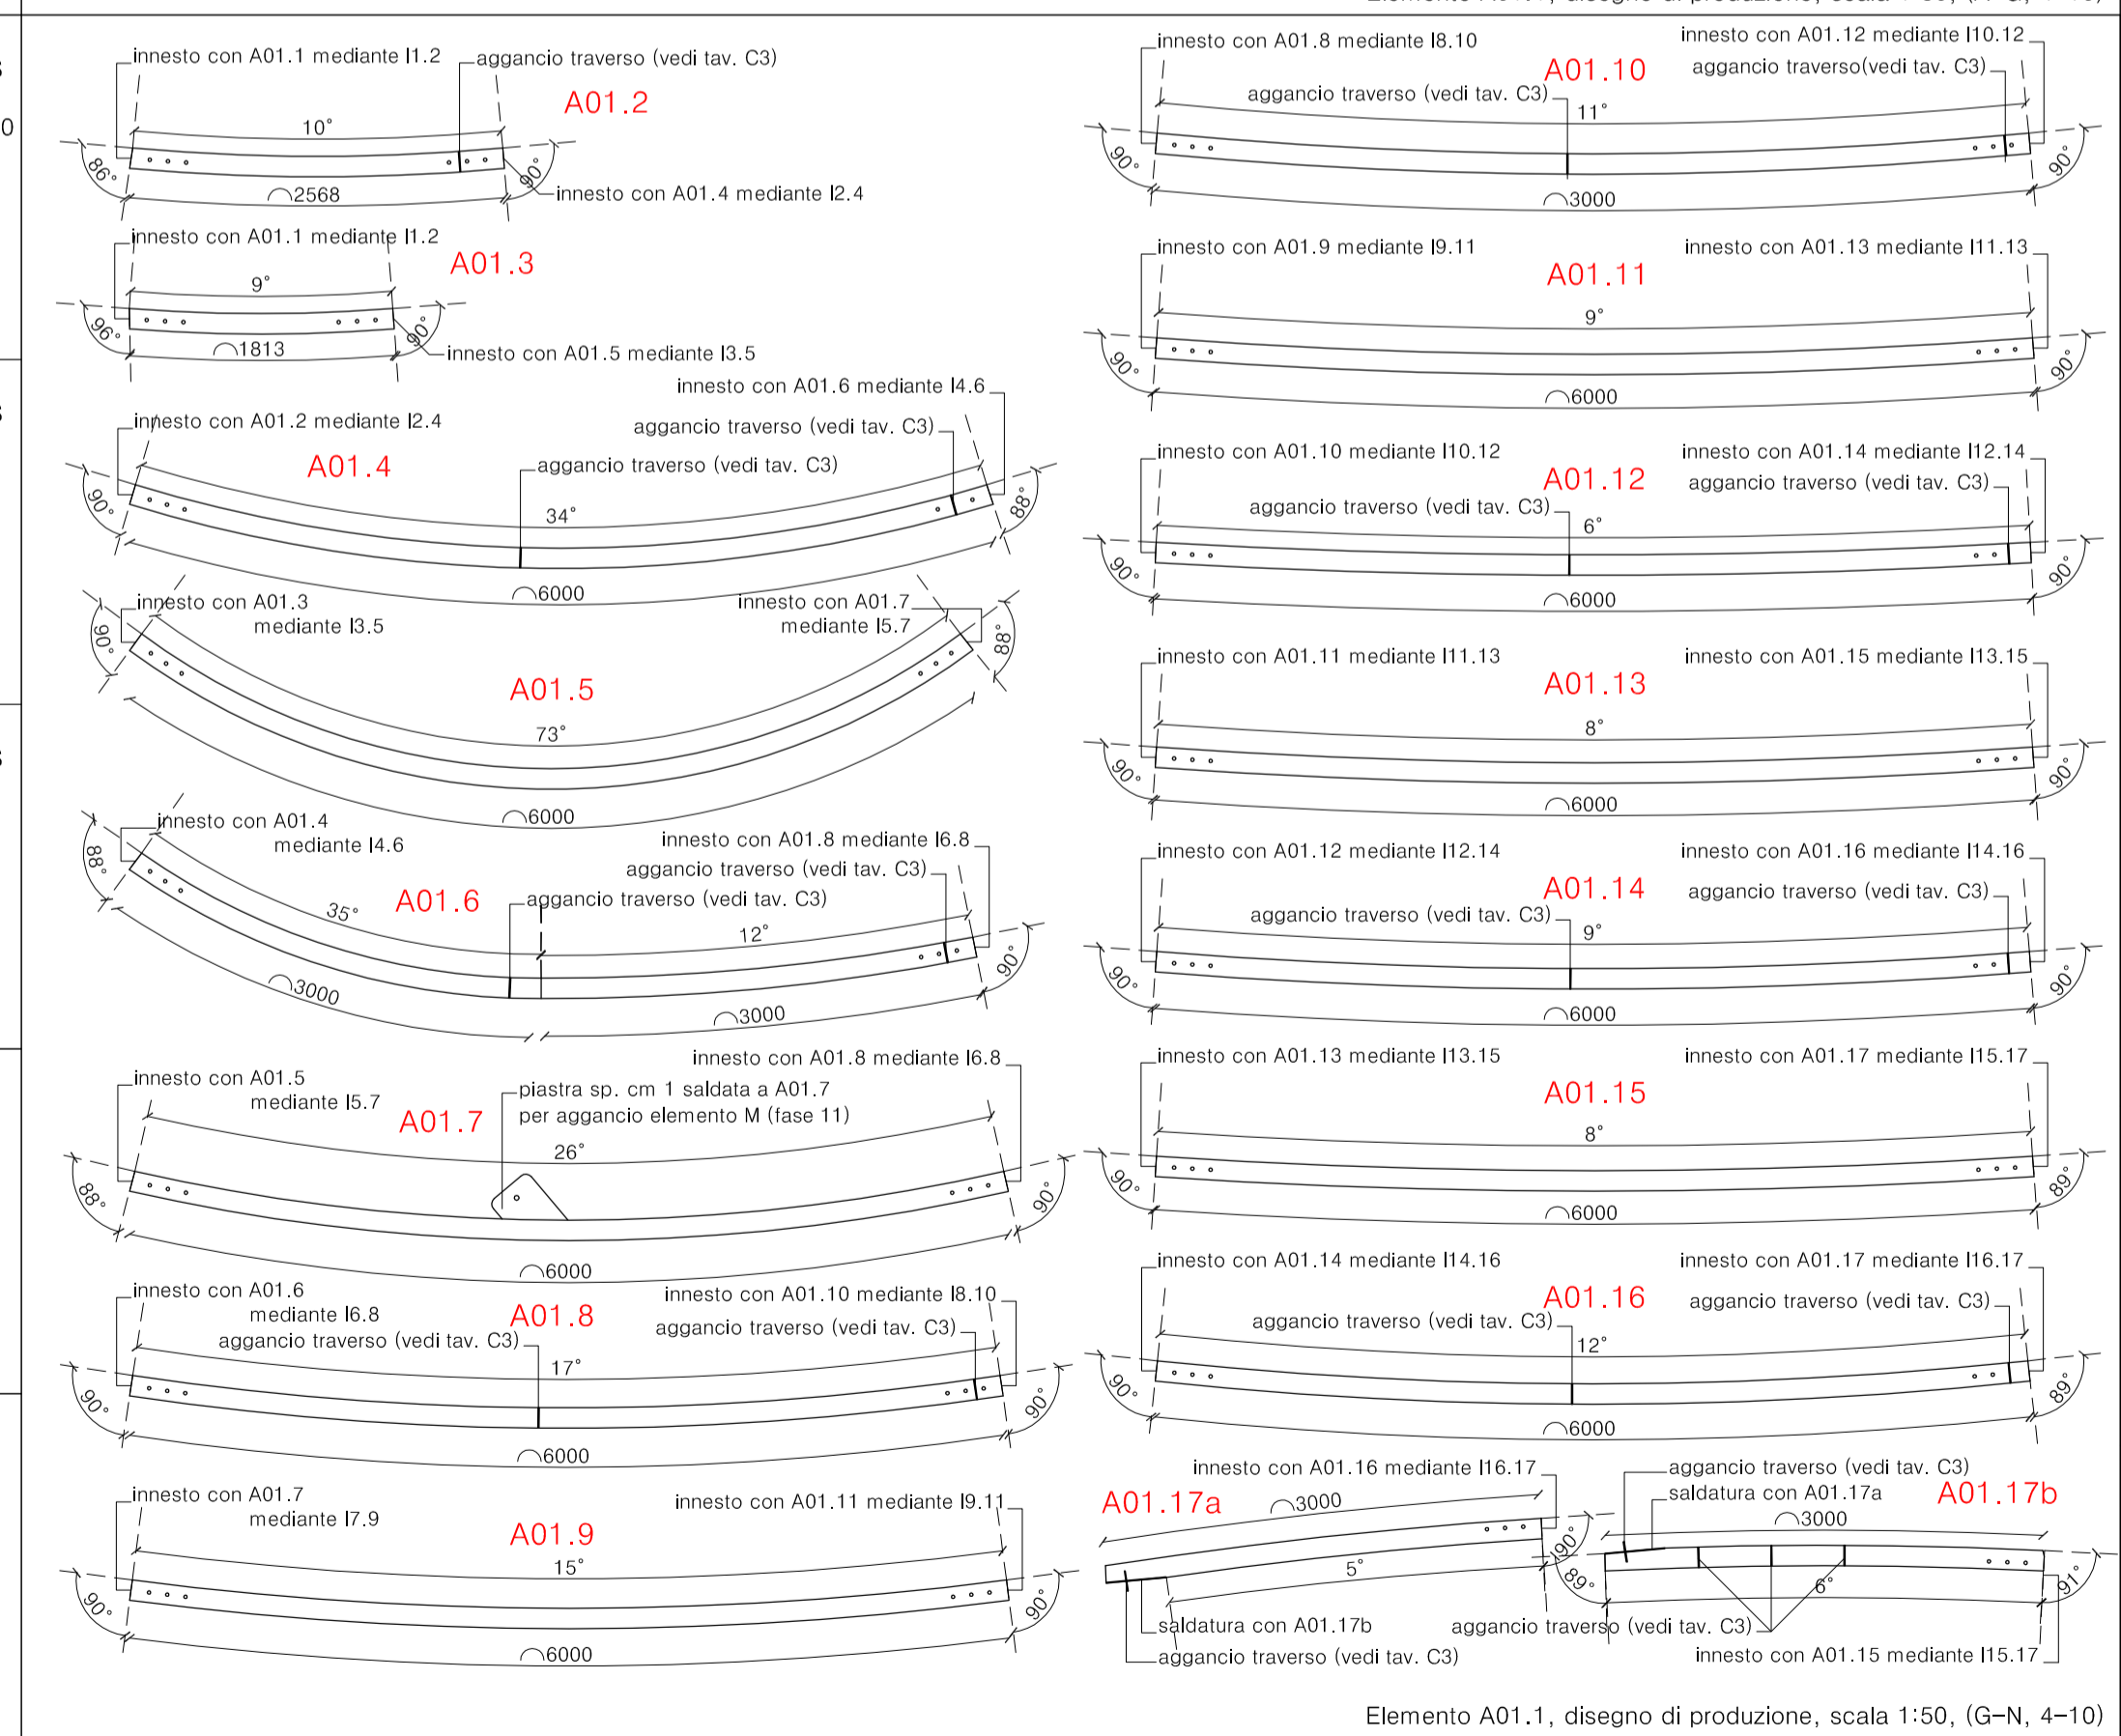 innesto con A01.1 mediante I1.2
aggancio traverso (vedi tav. C3)
A01.2
10°
86°
90°
2568
innesto con A01.4 mediante I2.4
innesto con A01.1 mediante I1.2
A01.3
9°
96°
90°
1813
innesto con A01.5 mediante I3.5
innesto con A01.6 mediante I4.6
innesto con A01.2 mediante I2.4
aggancio traverso (vedi tav. C3)
A01.4
aggancio traverso (vedi tav. C3)
90°
34°
88°
6000
innesto con A01.3
mediante I3.5
innesto con A01.7
mediante I5.7
90°
88°
A01.5
73°
6000
innesto con A01.4
mediante I4.6
innesto con A01.8 mediante I6.8
aggancio traverso (vedi tav. C3)
88°
A01.6
aggancio traverso (vedi tav. C3)
35°
12°
90°
3000
3000
innesto con A01.8 mediante I6.8
innesto con A01.5
mediante I5.7
piastra sp. cm 1 saldata a A01.7
per aggancio elemento M (fase 11)
A01.7
26°
88°
90°
6000
innesto con A01.6
mediante I6.8
A01.8
innesto con A01.10 mediante I8.10
aggancio traverso (vedi tav. C3)
aggancio traverso (vedi tav. C3)
17°
90°
90°
6000
innesto con A01.7
mediante I7.9
innesto con A01.11 mediante I9.11
A01.9
15°
90°
90°
6000
innesto con A01.8 mediante I8.10
innesto con A01.12 mediante I10.12
A01.10
aggancio traverso(vedi tav. C3)
aggancio traverso (vedi tav. C3)
11°
90°
90°
3000
innesto con A01.9 mediante I9.11
innesto con A01.13 mediante I11.13
A01.11
9°
90°
90°
6000
innesto con A01.10 mediante I10.12
innesto con A01.14 mediante I12.14
A01.12
aggancio traverso (vedi tav. C3)
aggancio traverso (vedi tav. C3)
6°
90°
90°
6000
innesto con A01.11 mediante I11.13
innesto con A01.15 mediante I13.15
A01.13
8°
90°
90°
6000
innesto con A01.12 mediante I12.14
innesto con A01.16 mediante I14.16
A01.14
aggancio traverso (vedi tav. C3)
aggancio traverso (vedi tav. C3)
9°
90°
90°
6000
innesto con A01.13 mediante I13.15
innesto con A01.17 mediante I15.17
A01.15
8°
90°
89°
6000
innesto con A01.14 mediante I14.16
innesto con A01.17 mediante I16.17
A01.16
aggancio traverso (vedi tav. C3)
aggancio traverso (vedi tav. C3)
12°
90°
89°
6000
innesto con A01.16 mediante I16.17
A01.17a
3000
90°
5°
saldatura con A01.17b
aggancio traverso (vedi tav. C3)
aggancio traverso (vedi tav. C3)
saldatura con A01.17a
A01.17b
3000
89°
6°
91°
aggancio traverso (vedi tav. C3)
innesto con A01.15 mediante I15.17
Elemento A01.1, disegno di produzione, scala 1:50, (G-N, 4-10)